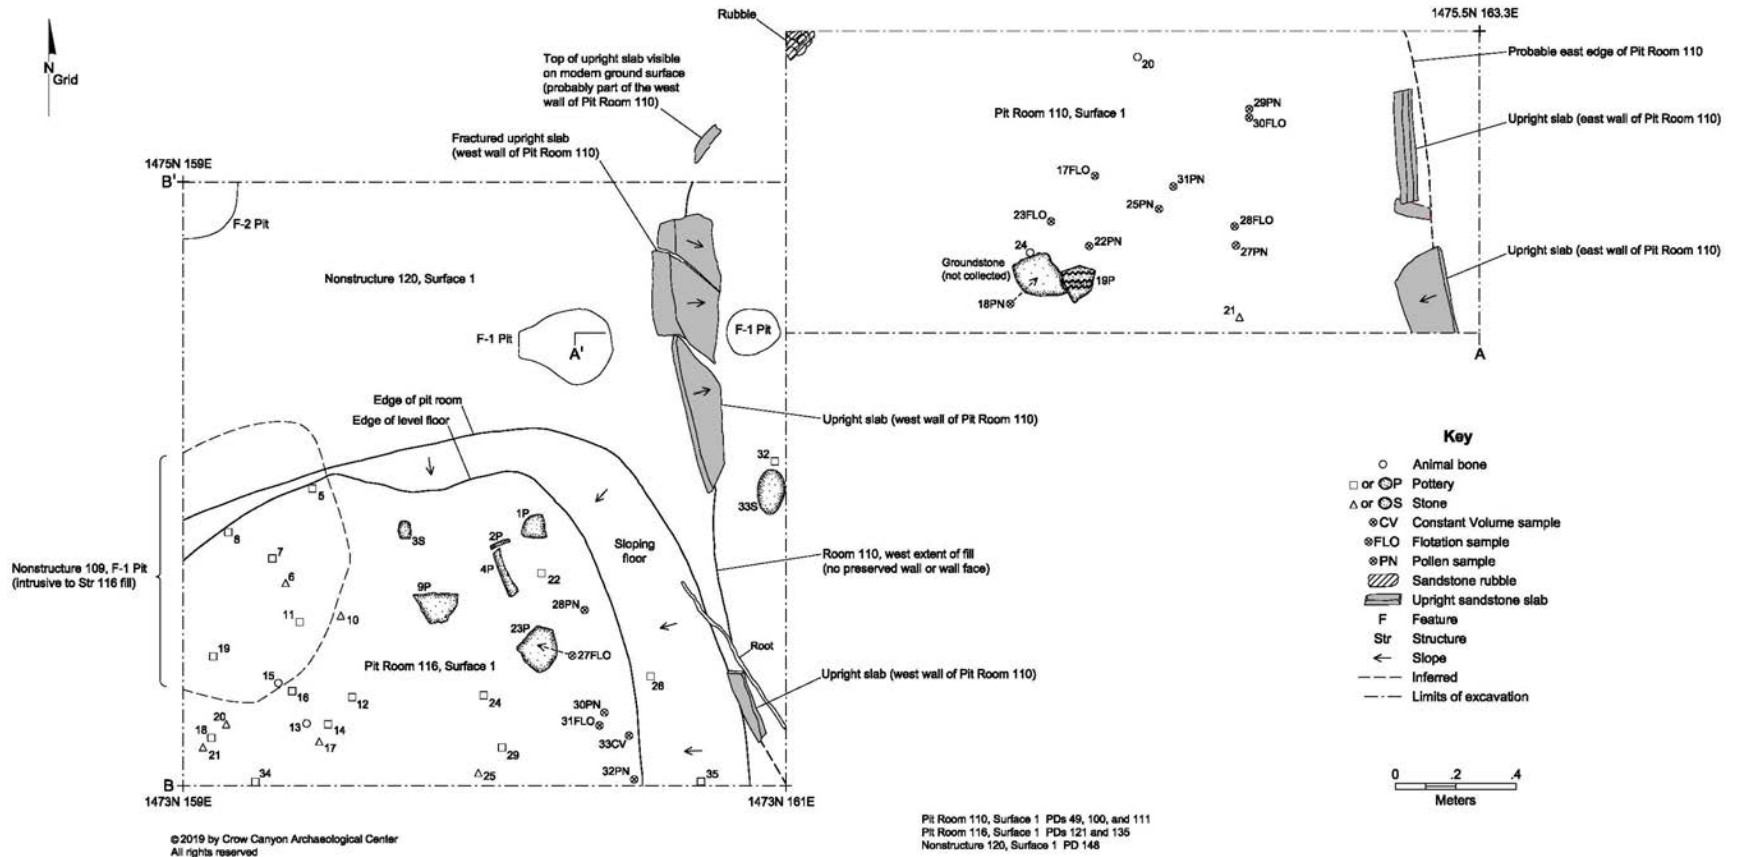 Rubble
1475.5N 163.3E
N
Grid
Top of upright slab visible
on modern ground surface
(probably part of the west
wall of Pit Room 110)
Probable east edge of Pit Room 110
20
29PN
30FLO
Pit Room 110, Surface 1
Upright slab (east wall of Pit Room 110)
Fractured upright slab
(west wall of Pit Room 110)
1475N 159E
B'
17FLO
31PN
25PN
23FLO
28FLO
F-2 Pit
22PN
27PN
24
Upright slab (east wall of Pit Room 110)
Groundstone
(not collected)
19P
18PN
21
Nonstructure 120, Surface 1
F-1 Pit
A'
F-1 Pit
A
Edge of pit room
Edge of level floor
Upright slab (west wall of Pit Room 110)
Key
Animal bone
or P Pottery
or S Stone
CV Constant Volume sample
FLO Flotation sample
PN Pollen sample
Sandstone rubble
Upright sandstone slab
F Feature
Str Structure
Slope
Inferred
Limits of excavation
32
33S
5
1P
3S
2P
8
Sloping
floor
7
4P
Room 110, west extent of fill
(no preserved wall or wall face)
Nonstructure 109, F-1 Pit
(intrusive to Str 116 fill)
6
22
9P
28PN
11
10
23P
19
Root
27FLO
Pit Room 116, Surface 1
15
26
Upright slab (west wall of Pit Room 110)
16
12
24
30PN
20
13
14
31FLO
18
17
33CV
21
29
34
25
32PN
35
B
1473N 159E
1473N 161E
0 .2 .4
Meters
Pit Room 110, Surface 1 PDs 49, 100, and 111
Pit Room 116, Surface 1 PDs 121 and 135
Nonstructure 120, Surface 1 PD 148
©2019 by Crow Canyon Archaeological Center
All rights reserved